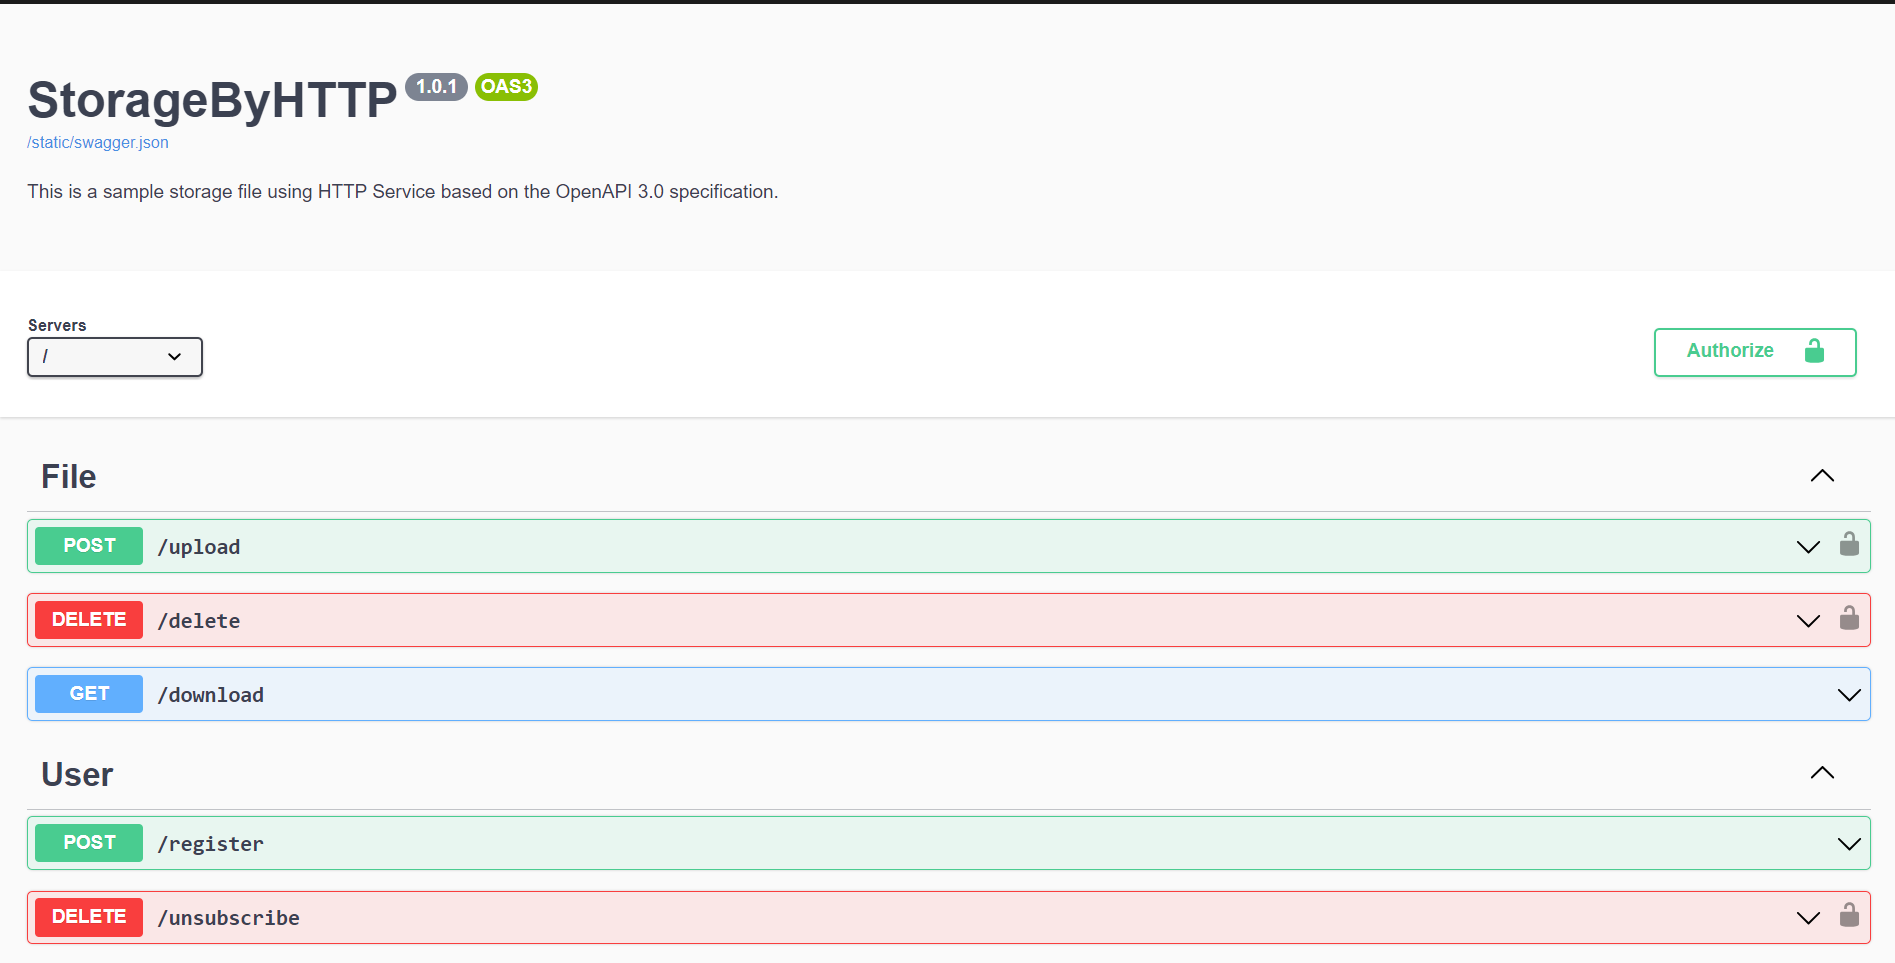 StorageByHTTP 1.0.1 OAS3
/static/swagger.json
This is a sample storage file using HTTP Service based on the OpenAPI 3.0 specification.
Servers
/
Authorize
File
POST /upload
DELETE /delete
GET /download
User
POST /register
DELETE /unsubscribe